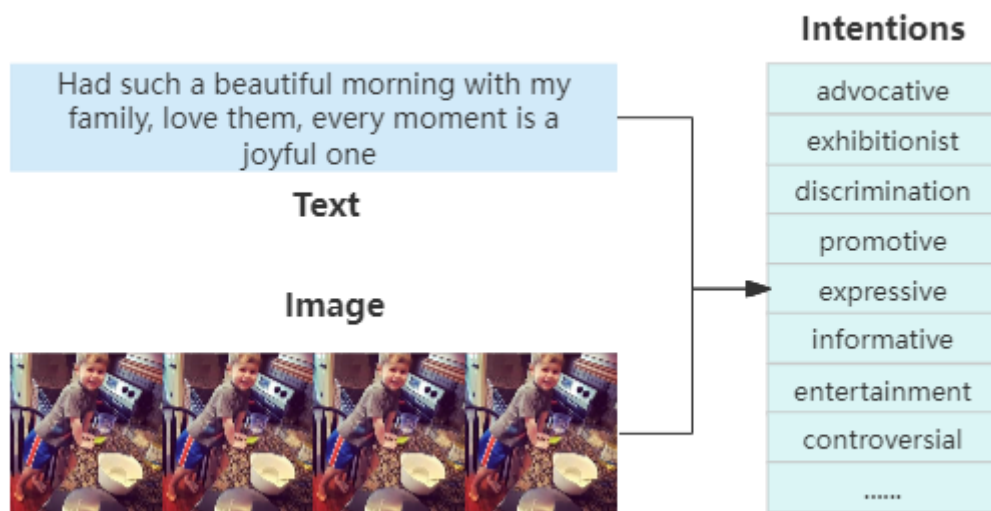 Intentions
Had such a beautiful morning with my
family, love them, every moment is a
joyful one
Text
Image
advocative
exhibitionist
discrimination
promotive
expressive
informative
entertainment
controversial
......